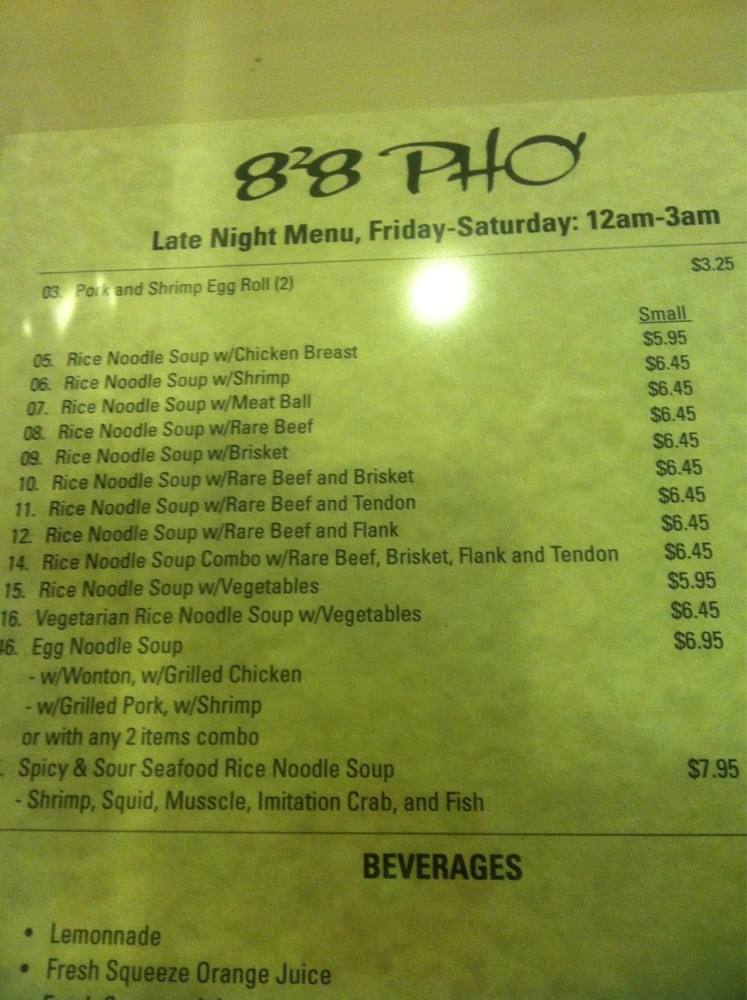 8²8 PHỞ
Late Night Menu, Friday-Saturday: 12am-3am
03. Pork and Shrimp Egg Roll (2) $3.25
Small
05. Rice Noodle Soup w/Chicken Breast $5.95
06. Rice Noodle Soup w/Shrimp $6.45
07. Rice Noodle Soup w/Meat Ball $6.45
08. Rice Noodle Soup w/Rare Beef $6.45
09. Rice Noodle Soup w/Brisket $6.45
10. Rice Noodle Soup w/Rare Beef and Brisket $6.45
11. Rice Noodle Soup w/Rare Beef and Tendon $6.45
12. Rice Noodle Soup w/Rare Beef and Flank $6.45
14. Rice Noodle Soup Combo w/Rare Beef, Brisket, Flank and Tendon $6.45
15. Rice Noodle Soup w/Vegetables $5.95
16. Vegetarian Rice Noodle Soup w/Vegetables $6.45
46. Egg Noodle Soup $6.95
- w/Wonton, w/Grilled Chicken
- w/Grilled Pork, w/Shrimp
or with any 2 items combo
Spicy & Sour Seafood Rice Noodle Soup $7.95
- Shrimp, Squid, Musscle, Imitation Crab, and Fish
BEVERAGES
• Lemonnade
• Fresh Squeeze Orange Juice